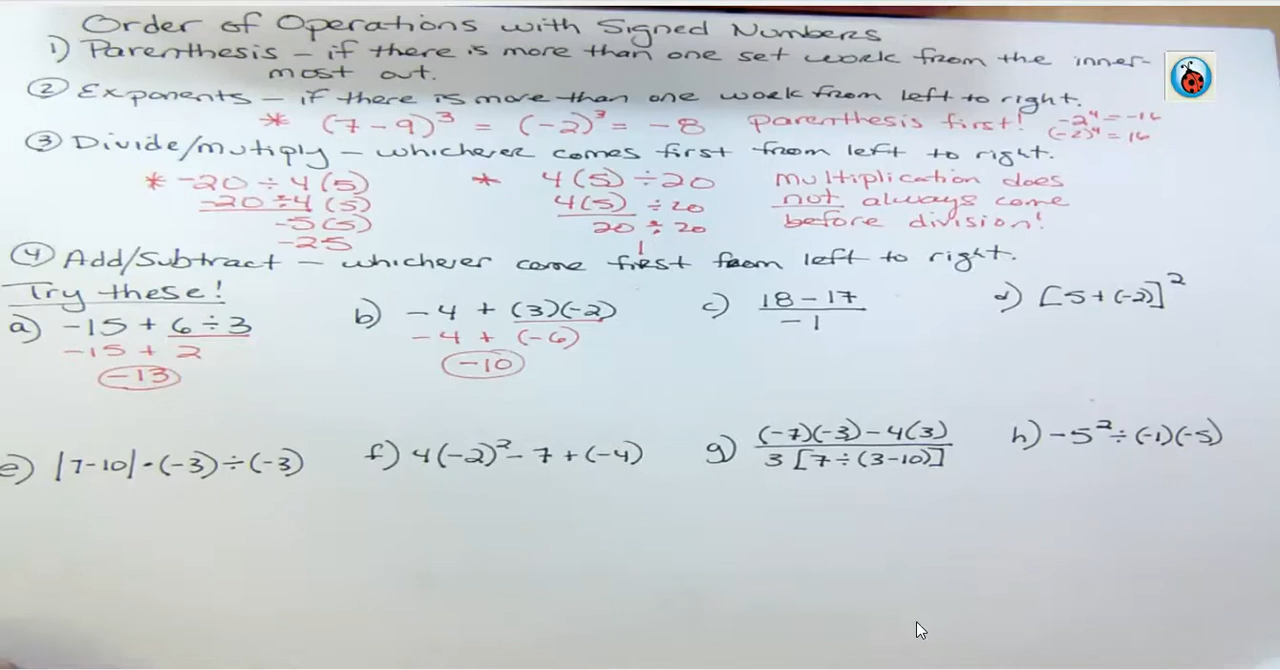 Order of Operations with Signed Numbers
1) Parenthesis - if there is more than one set work from the inner-
most out.
② Exponents - if there is more than one work from left to right.
* (7-9)³ = (-2)³ = -8 parenthesis first! -2⁴ = -16
(-2)⁴ = 16
③ Divide/mutiply - whichever comes first from left to right.
* -20 ÷ 4(5) * 4(5) ÷ 20 multiplication does
-20 ÷ 4 (5) 4(5) ÷ 20 not always come
-5(5) 20 ÷ 20 before division!
-25 1
④ Add/Subtract - whichever come first from left to right.
Try these!
a) -15 + 6 ÷ 3 b) -4 + (3)(-2) c) 18-17 / -1 d) [5+(-2)]²
-15 + 2 -4 + (-6)
-13 -10
e) |7-10| · (-3) ÷ (-3) f) 4(-2)² - 7 + (-4) g) (-7)(-3) - 4(3) / 3[7÷(3-10)] h) -5² ÷ (-1)(-5)